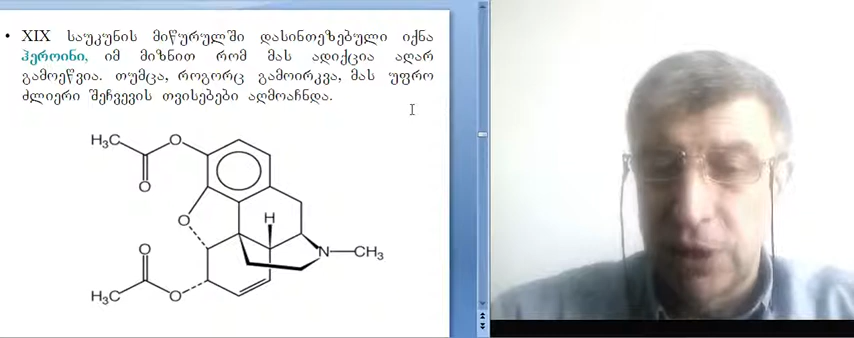 • XIX საუკუნის მიწურულში დასინთეზებული იქნა
ჰეროინი, იმ მიზნით რომ მას ადიქცია აღარ
გამოეწვია. თუმცა, როგორც გამოირკვა, მას უფრო
ძლიერი შეჩვევის თვისებები აღმოაჩნდა.
H₃C
O
O
O
H
N
CH₃
O
H₃C
O